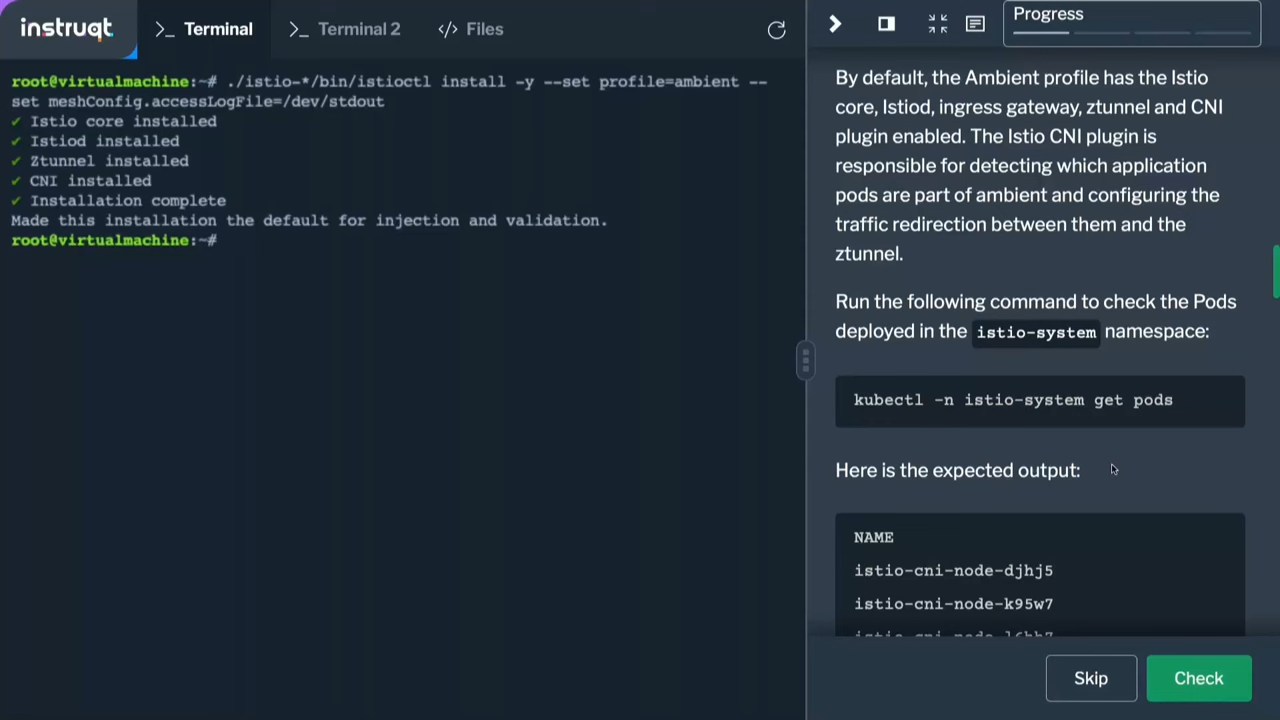 instruqt
>_ Terminal
>_ Terminal 2
</> Files
Progress
root@virtualmachine:~# ./istio-*/bin/istioctl install -y --set profile=ambient --
set meshConfig.accessLogFile=/dev/stdout
✔ Istio core installed
✔ Istiod installed
✔ Ztunnel installed
✔ CNI installed
✔ Installation complete
Made this installation the default for injection and validation.
root@virtualmachine:~#
By default, the Ambient profile has the Istio
core, Istiod, ingress gateway, ztunnel and CNI
plugin enabled. The Istio CNI plugin is
responsible for detecting which application
pods are part of ambient and configuring the
traffic redirection between them and the
ztunnel.
Run the following command to check the Pods
deployed in the istio-system namespace:
kubectl -n istio-system get pods
Here is the expected output:
NAME
istio-cni-node-djhj5
istio-cni-node-k95w7
Skip
Check